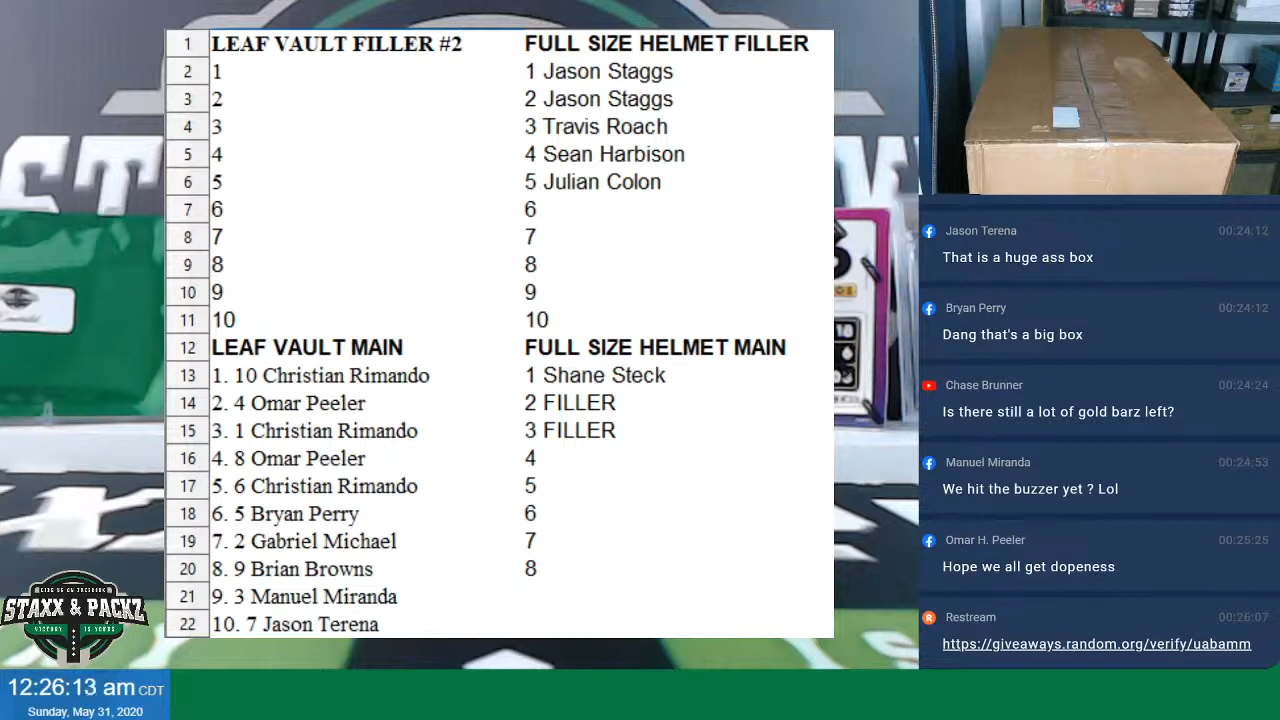 1 LEAF VAULT FILLER #2 FULL SIZE HELMET FILLER
2 1 1 Jason Staggs
3 2 2 Jason Staggs
4 3 3 Travis Roach
5 4 4 Sean Harbison
6 5 5 Julian Colon
7 6 6
8 7 7
9 8 8
10 9 9
11 10 10
12 LEAF VAULT MAIN FULL SIZE HELMET MAIN
13 1. 10 Christian Rimando 1 Shane Steck
14 2. 4 Omar Peeler 2 FILLER
15 3. 1 Christian Rimando 3 FILLER
16 4. 8 Omar Peeler 4
17 5. 6 Christian Rimando 5
18 6. 5 Bryan Perry 6
19 7. 2 Gabriel Michael 7
20 8. 9 Brian Browns 8
21 9. 3 Manuel Miranda
22 10. 7 Jason Terena
Jason Terena 00:24:12
That is a huge ass box
Bryan Perry 00:24:12
Dang that's a big box
Chase Brunner 00:24:24
Is there still a lot of gold barz left?
Manuel Miranda 00:24:53
We hit the buzzer yet ? Lol
Omar H. Peeler 00:25:25
Hope we all get dopeness
Restream 00:26:07
https://giveaways.random.org/verify/uabamm
STAXX & PACKZ
VICTORY IS YOURS
12:26:13 am CDT
Sunday, May 31, 2020